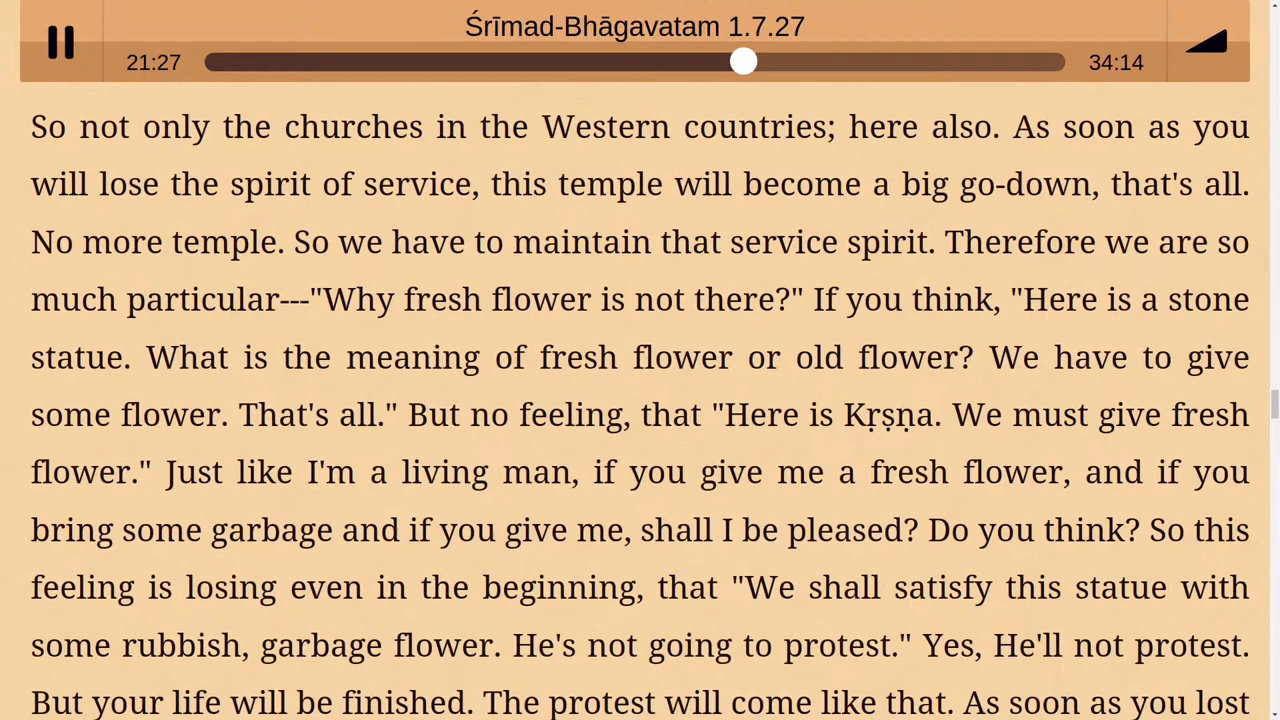 Śrīmad-Bhāgavatam 1.7.27
21:27
34:14
So not only the churches in the Western countries; here also. As soon as you
will lose the spirit of service, this temple will become a big go-down, that's all.
No more temple. So we have to maintain that service spirit. Therefore we are so
much particular---"Why fresh flower is not there?" If you think, "Here is a stone
statue. What is the meaning of fresh flower or old flower? We have to give
some flower. That's all." But no feeling, that "Here is Kṛṣṇa. We must give fresh
flower." Just like I'm a living man, if you give me a fresh flower, and if you
bring some garbage and if you give me, shall I be pleased? Do you think? So this
feeling is losing even in the beginning, that "We shall satisfy this statue with
some rubbish, garbage flower. He's not going to protest." Yes, He'll not protest.
But your life will be finished. The protest will come like that. As soon as you lost